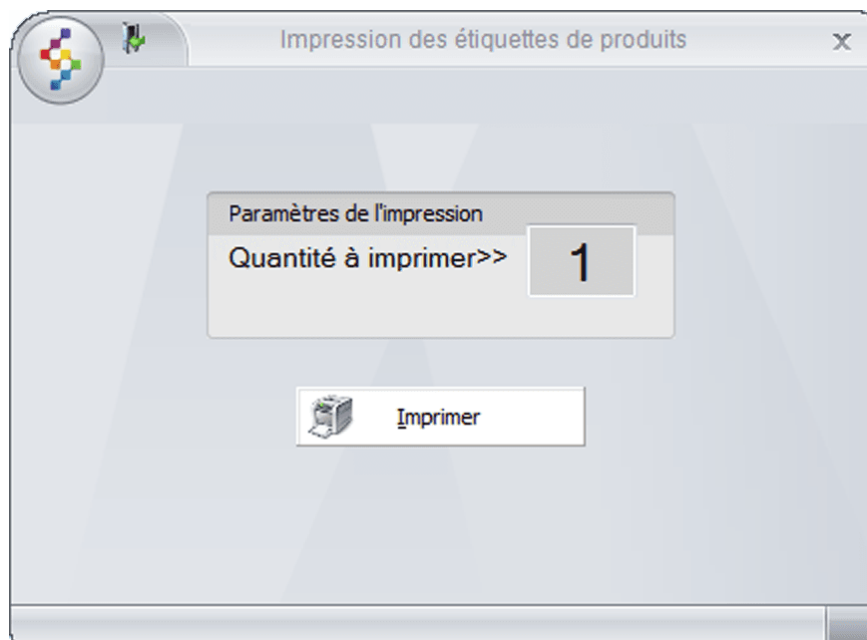 Impression des étiquettes de produits
Paramètres de l'impression
Quantité à imprimer>> 1
Imprimer